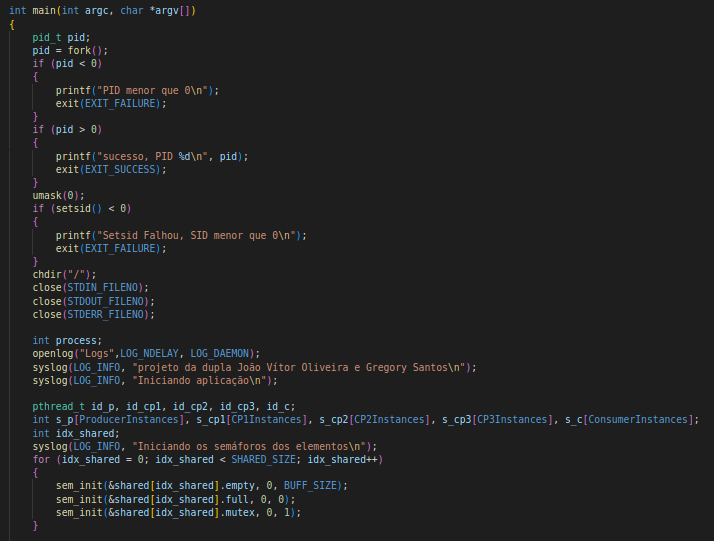 int main(int argc, char *argv[])
{
pid_t pid;
pid = fork();
if (pid < 0)
{
printf("PID menor que 0\n");
exit(EXIT_FAILURE);
}
if (pid > 0)
{
printf("sucesso, PID %d\n", pid);
exit(EXIT_SUCCESS);
}
umask(0);
if (setsid() < 0)
{
printf("Setsid Falhou, SID menor que 0\n");
exit(EXIT_FAILURE);
}
chdir("/");
close(STDIN_FILENO);
close(STDOUT_FILENO);
close(STDERR_FILENO);
int process;
openlog("Logs",LOG_NDELAY, LOG_DAEMON);
syslog(LOG_INFO, "projeto da dupla João Vítor Oliveira e Gregory Santos\n");
syslog(LOG_INFO, "Iniciando aplicação\n");
pthread_t id_p, id_cp1, id_cp2, id_cp3, id_c;
int s_p[ProducerInstances], s_cp1[CP1Instances], s_cp2[CP2Instances], s_cp3[CP3Instances], s_c[ConsumerInstances];
int idx_shared;
syslog(LOG_INFO, "Iniciando os semáforos dos elementos\n");
for (idx_shared = 0; idx_shared < SHARED_SIZE; idx_shared++)
{
sem_init(&shared[idx_shared].empty, 0, BUFF_SIZE);
sem_init(&shared[idx_shared].full, 0, 0);
sem_init(&shared[idx_shared].mutex, 0, 1);
}